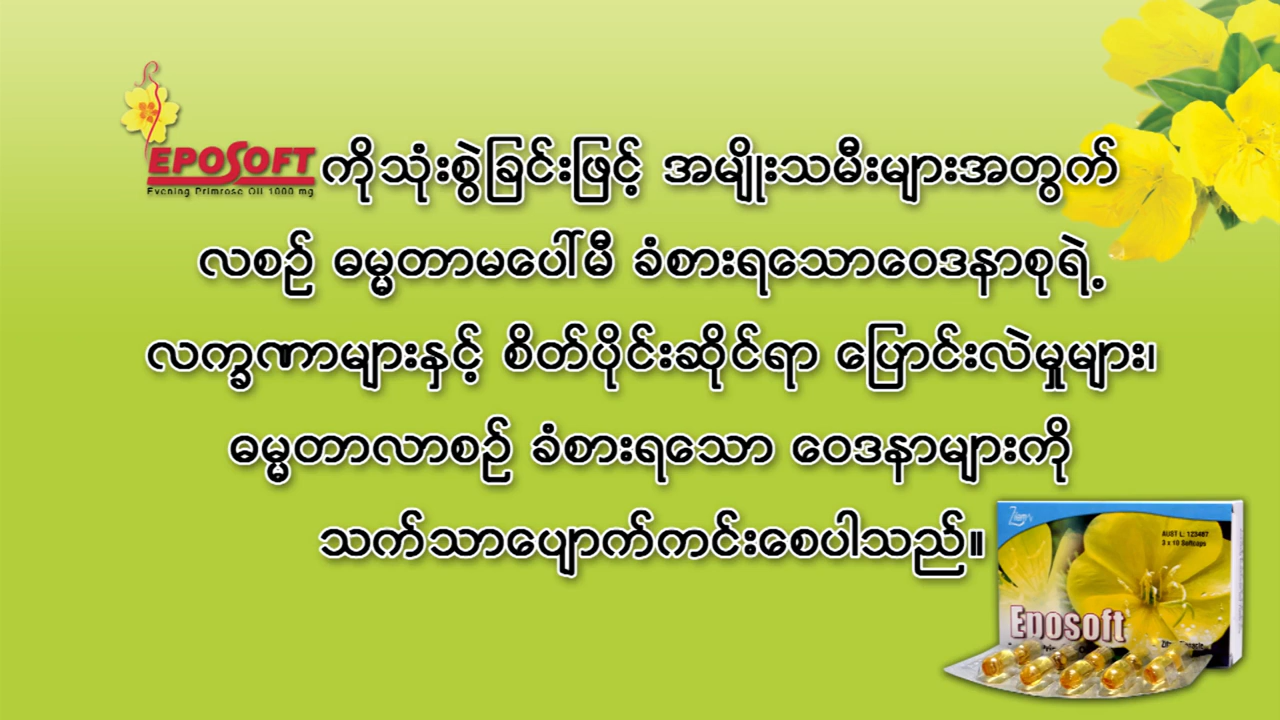 EPOSOFT ကိုသုံးစွဲခြင်းဖြင့် အမျိုးသမီးများအတွက်
Evening Primrose Oil 1000 mg
လစဉ် ဓမ္မတာမပေါ်မီ ခံစားရသောဝေဒနာစုရဲ့
လက္ခဏာများနှင့် စိတ်ပိုင်းဆိုင်ရာ ပြောင်းလဲမှုများ၊
ဓမ္မတာလာစဉ် ခံစားရသော ဝေဒနာများကို
သက်သာပျောက်ကင်းစေပါသည်။
AUST L: 123487
3 x 10 Softcaps
Eposoft